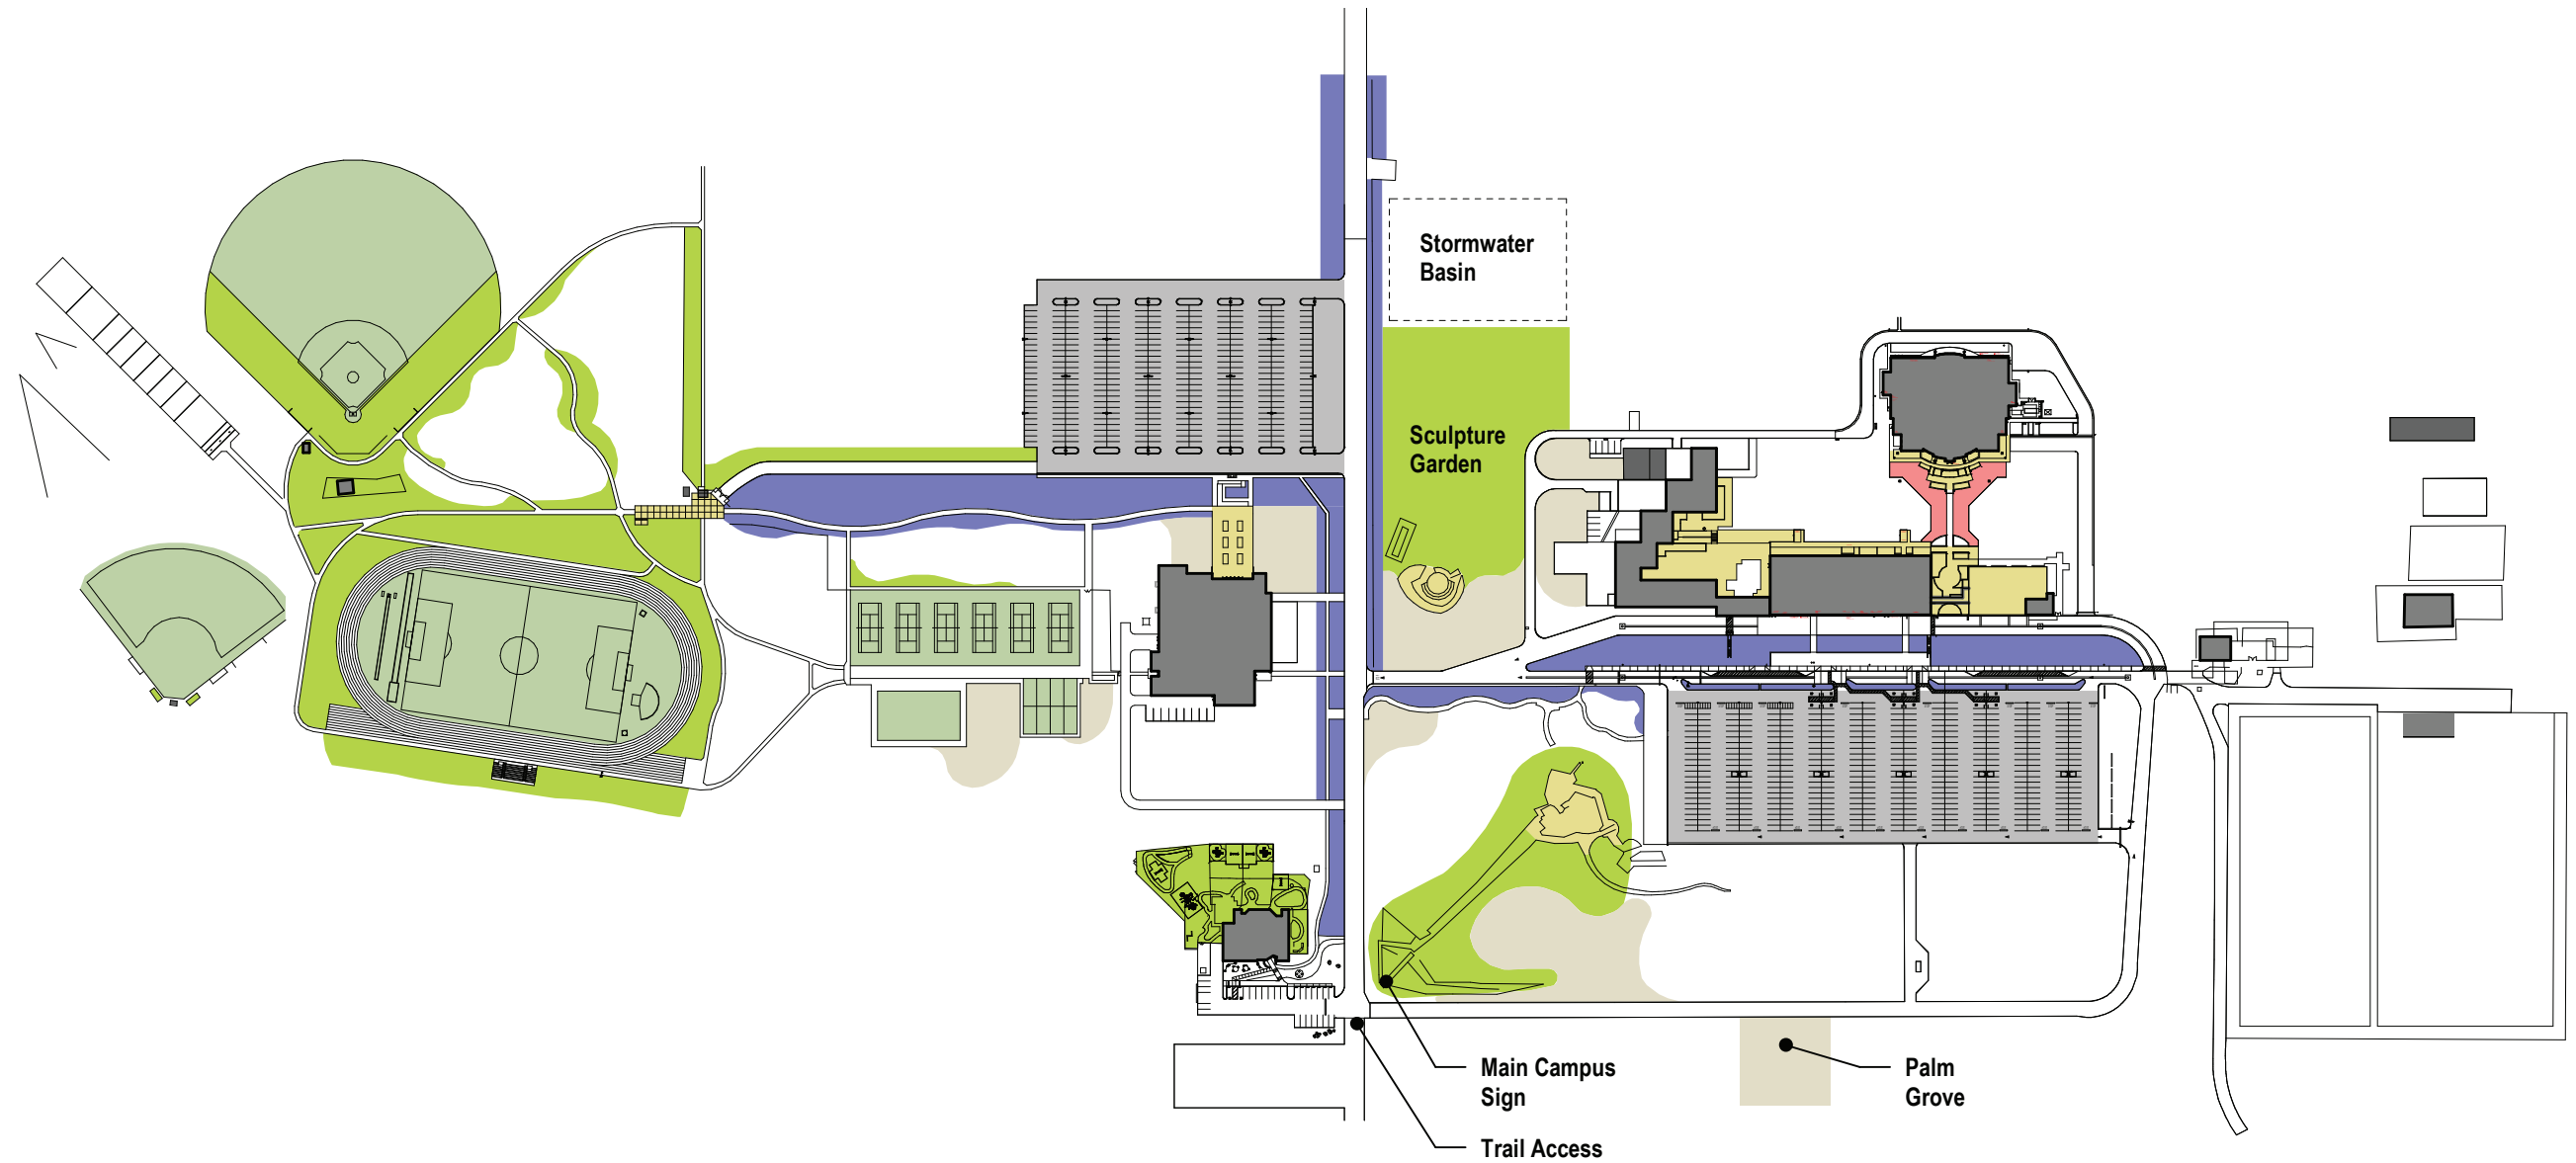 Stormwater
Basin
Sculpture
Garden
Main Campus
Sign
Palm
Grove
Trail Access